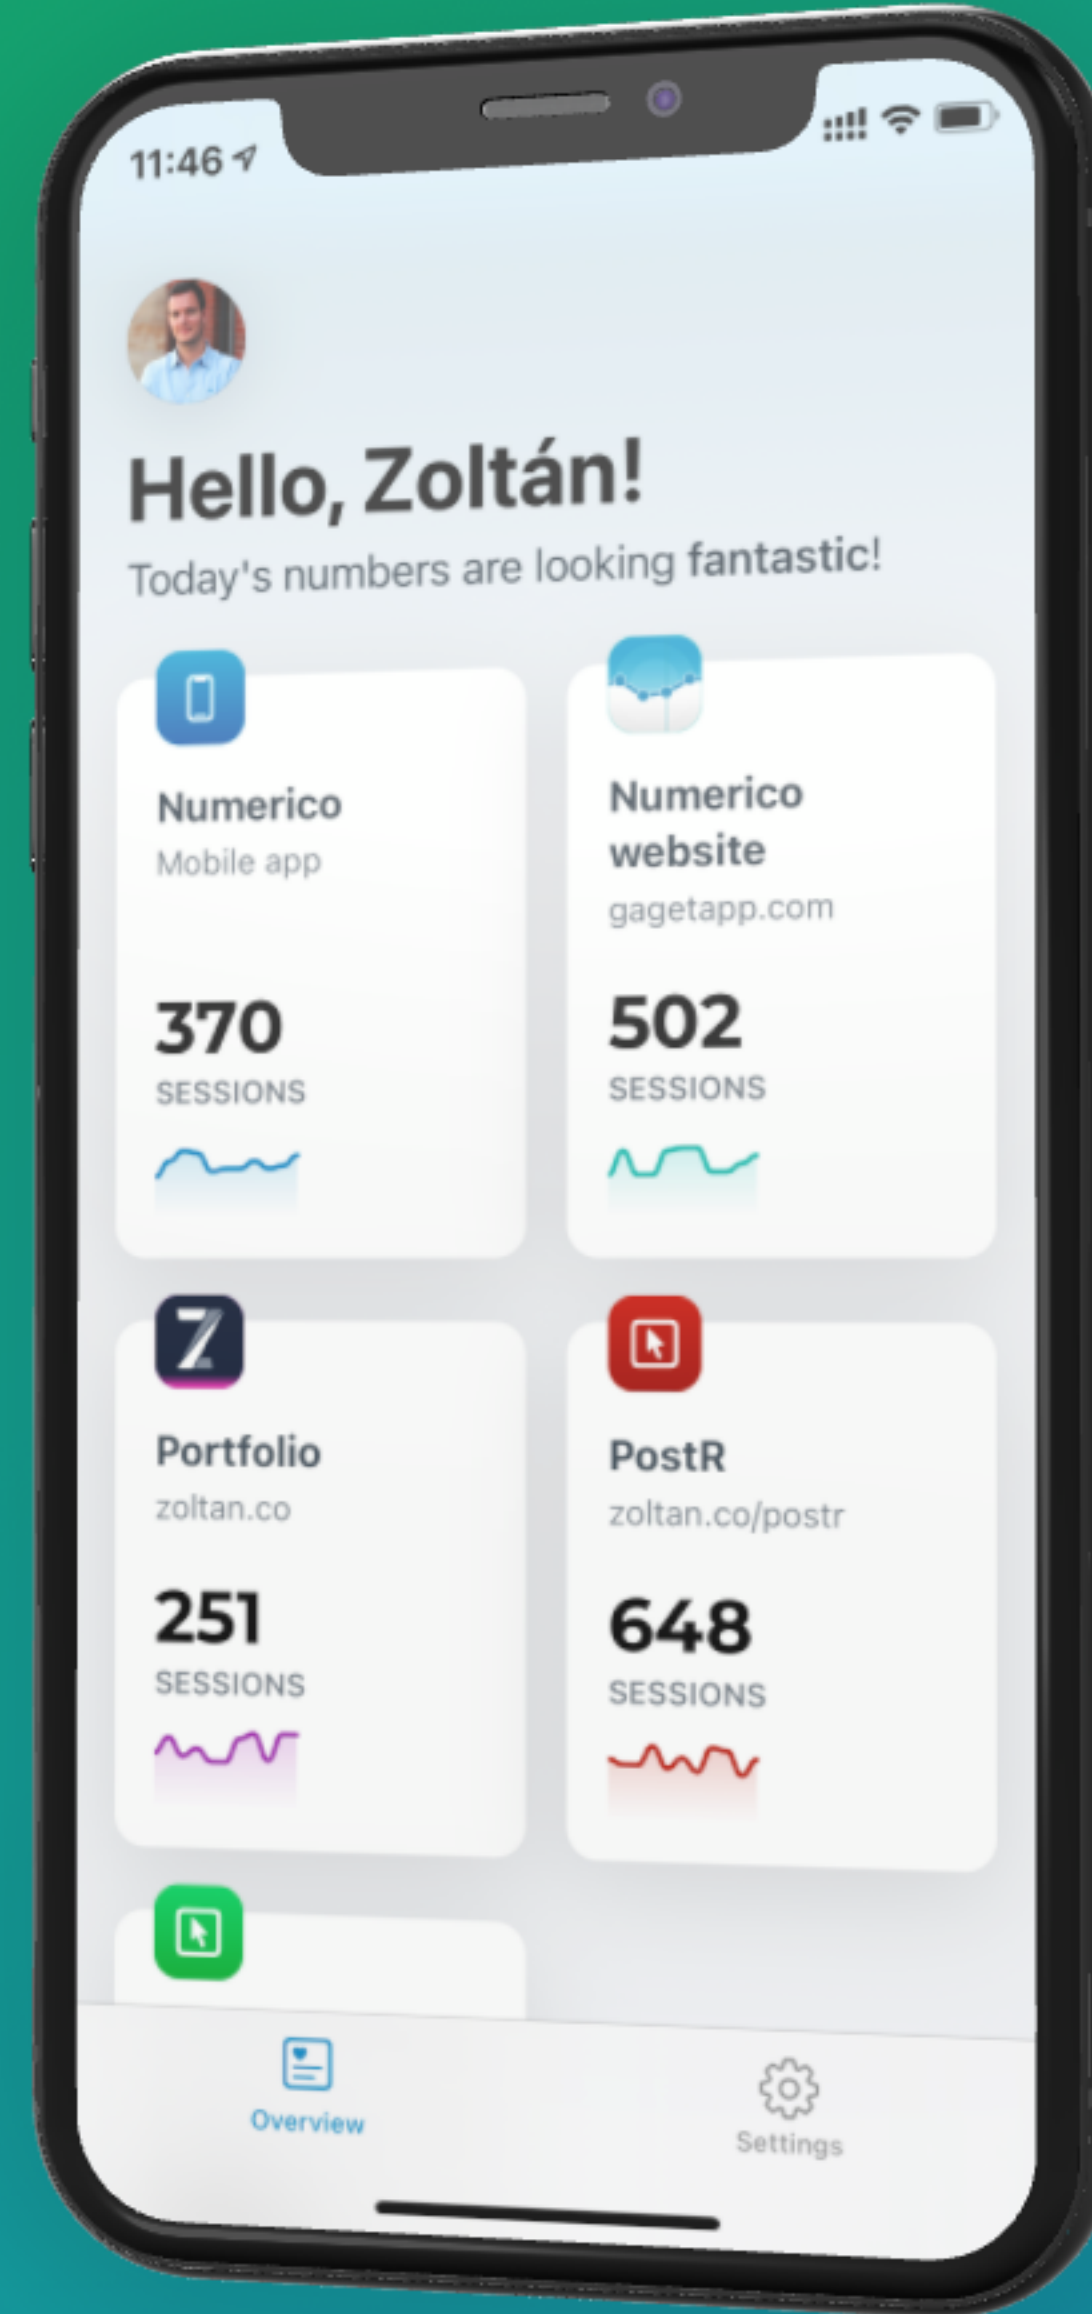 11:46
Hello, Zoltán!
Today's numbers are looking fantastic!
Numerico
Mobile app
370
SESSIONS
Numerico
website
gagetapp.com
502
SESSIONS
Z
Portfolio
zoltan.co
251
SESSIONS
PostR
zoltan.co/postr
648
SESSIONS
Overview
Settings